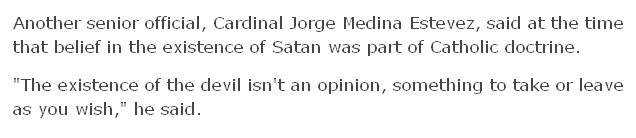 Another senior official, Cardinal Jorge Medina Estevez, said at the time
that belief in the existence of Satan was part of Catholic doctrine.
"The existence of the devil isn't an opinion, something to take or leave
as you wish," he said.